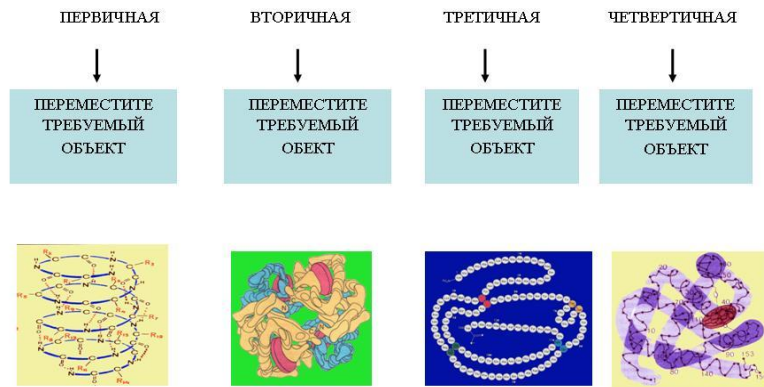 ПЕРВИЧНАЯ
ВТОРИЧНАЯ
ТРЕТИЧНАЯ
ЧЕТВЕРТИЧНАЯ
ПЕРЕМЕСТИТЕ
ТРЕБУЕМЫЙ
ОБЪЕКТ
ПЕРЕМЕСТИТЕ
ТРЕБУЕМЫЙ
ОБЕКТ
ПЕРЕМЕСТИТЕ
ТРЕБУЕМЫЙ
ОБЪЕКТ
ПЕРЕМЕСТИТЕ
ТРЕБУЕМЫЙ
ОБЪЕКТ